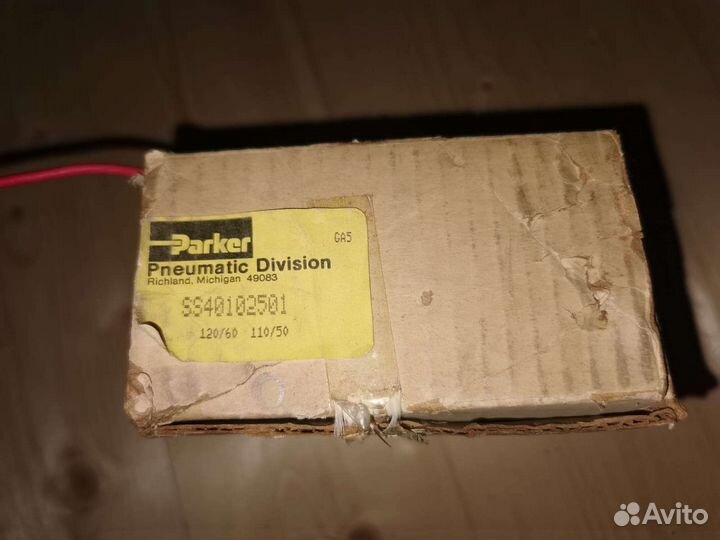 Parker
GA5
Pneumatic Division
Richland, Michigan 49083
SS40102501
120/60 110/50
Avito